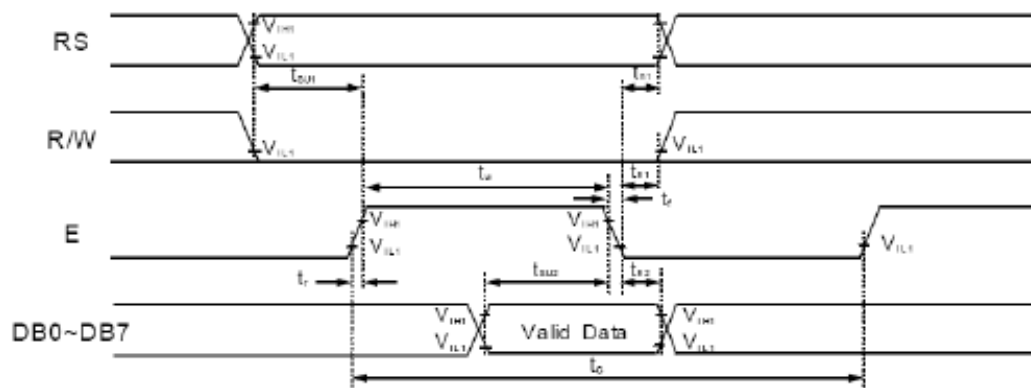 RS
VIH1
VIL1
tSU1
tH1
R/W
VIL1
VIL1
tw
tH1
tf
E
VIH1
VIH1
VIL1
VIL1
VIL1
tr
tSU2
tH2
DB0~DB7
VIH1
Valid Data
VIH1
VIL1
VIL1
tC